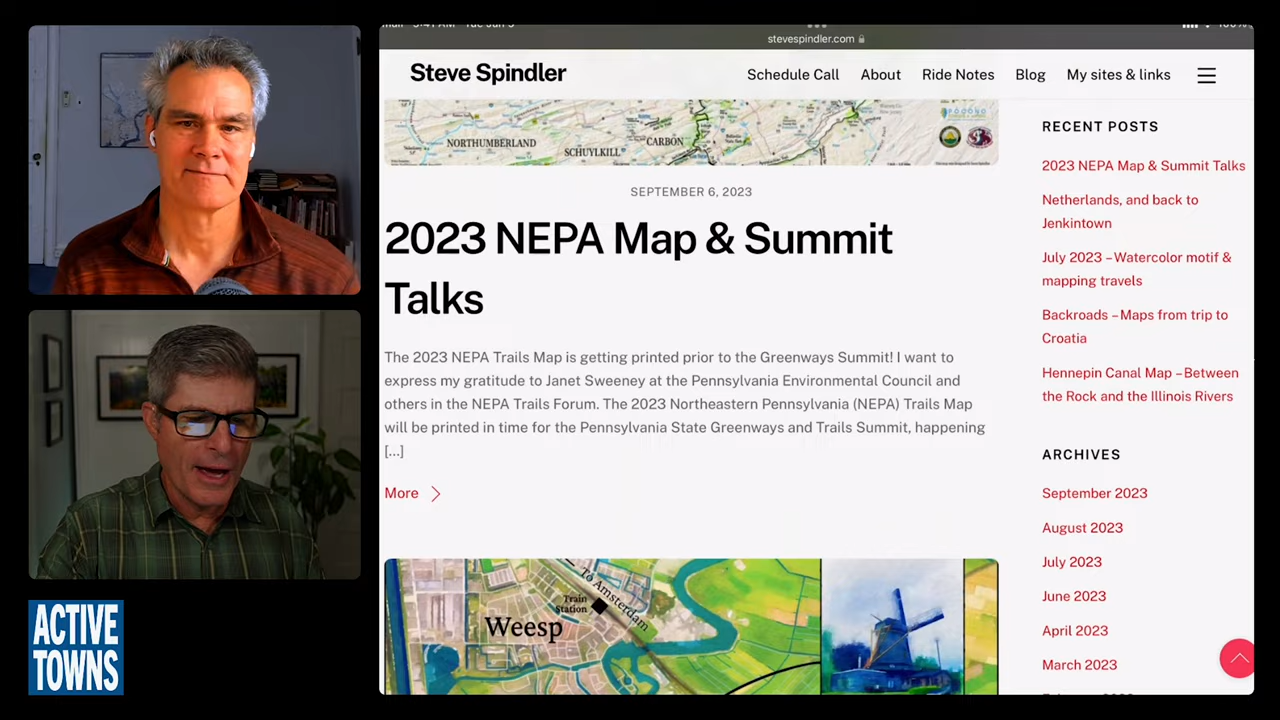 stevespindler.com
Steve Spindler
Schedule Call
About
Ride Notes
Blog
My sites & links
NORTHUMBERLAND
SCHUYLKILL
CARBON
SEPTEMBER 6, 2023
2023 NEPA Map & Summit
Talks
The 2023 NEPA Trails Map is getting printed prior to the Greenways Summit! I want to
express my gratitude to Janet Sweeney at the Pennsylvania Environmental Council and
others in the NEPA Trails Forum. The 2023 Northeastern Pennsylvania (NEPA) Trails Map
will be printed in time for the Pennsylvania State Greenways and Trails Summit, happening
[...]
More
To Amsterdam
Train
Station
Weesp
RECENT POSTS
2023 NEPA Map & Summit Talks
Netherlands, and back to
Jenkintown
July 2023 – Watercolor motif &
mapping travels
Backroads – Maps from trip to
Croatia
Hennepin Canal Map – Between
the Rock and the Illinois Rivers
ARCHIVES
September 2023
August 2023
July 2023
June 2023
April 2023
March 2023
ACTIVE
TOWNS